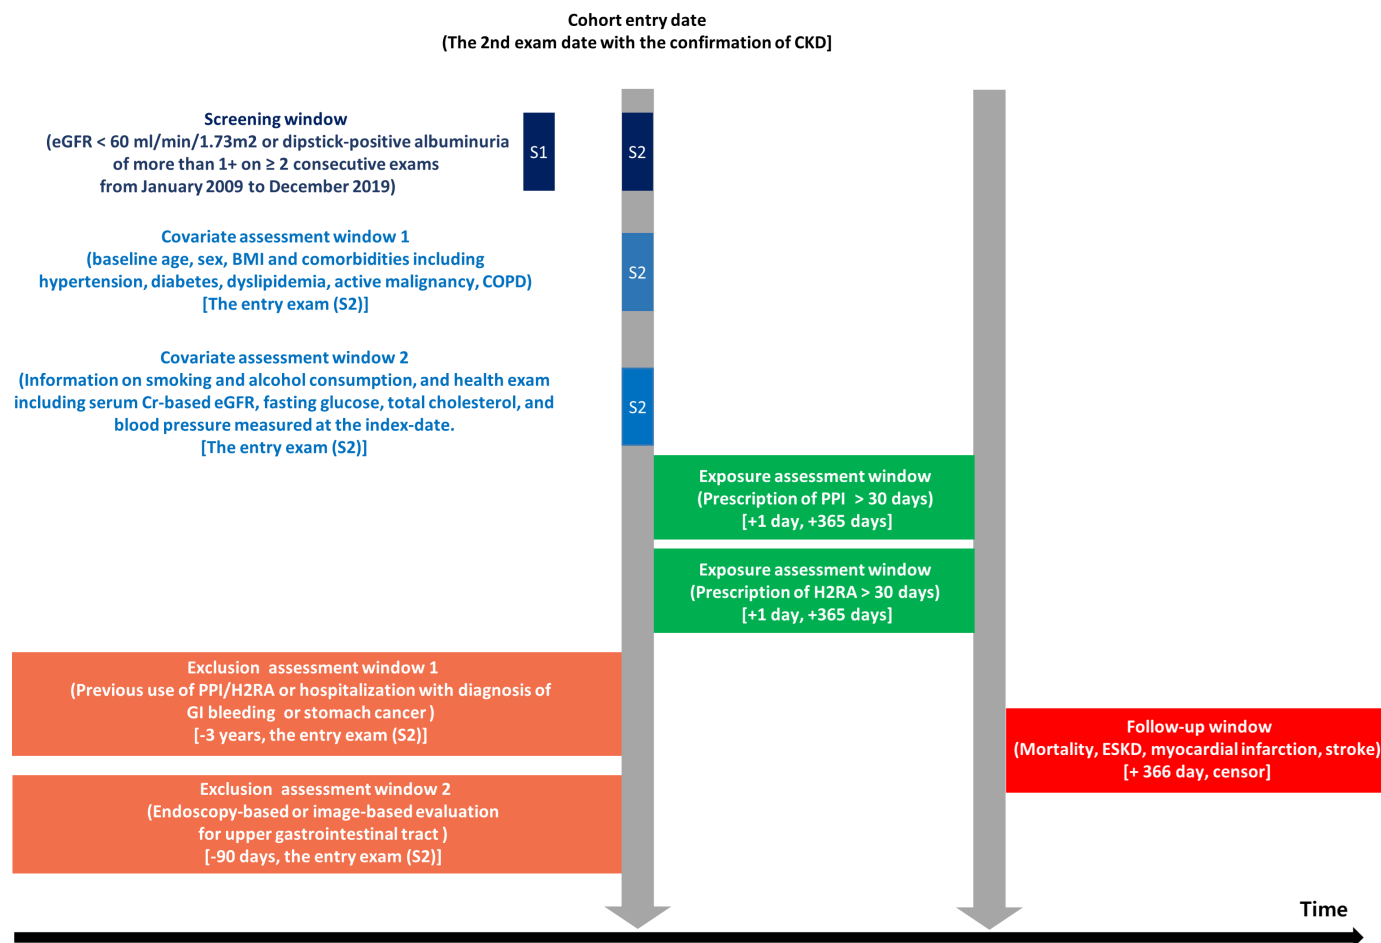 Cohort entry date
(The 2nd exam date with the confirmation of CKD]
Screening window
(eGFR < 60 ml/min/1.73m2 or dipstick-positive albuminuria
of more than 1+ on ≥ 2 consecutive exams
from January 2009 to December 2019)
S1
S2
Covariate assessment window 1
(baseline age, sex, BMI and comorbidities including
hypertension, diabetes, dyslipidemia, active malignancy, COPD)
[The entry exam (S2)]
S2
Covariate assessment window 2
(Information on smoking and alcohol consumption, and health exam
including serum Cr-based eGFR, fasting glucose, total cholesterol, and
blood pressure measured at the index-date.
[The entry exam (S2)]
S2
Exposure assessment window
(Prescription of PPI > 30 days)
[+1 day, +365 days]
Exposure assessment window
(Prescription of H2RA > 30 days)
[+1 day, +365 days]
Exclusion assessment window 1
(Previous use of PPI/H2RA or hospitalization with diagnosis of
GI bleeding or stomach cancer )
[-3 years, the entry exam (S2)]
Follow-up window
(Mortality, ESKD, myocardial infarction, stroke)
[+ 366 day, censor]
Exclusion assessment window 2
(Endoscopy-based or image-based evaluation
for upper gastrointestinal tract )
[-90 days, the entry exam (S2)]
Time